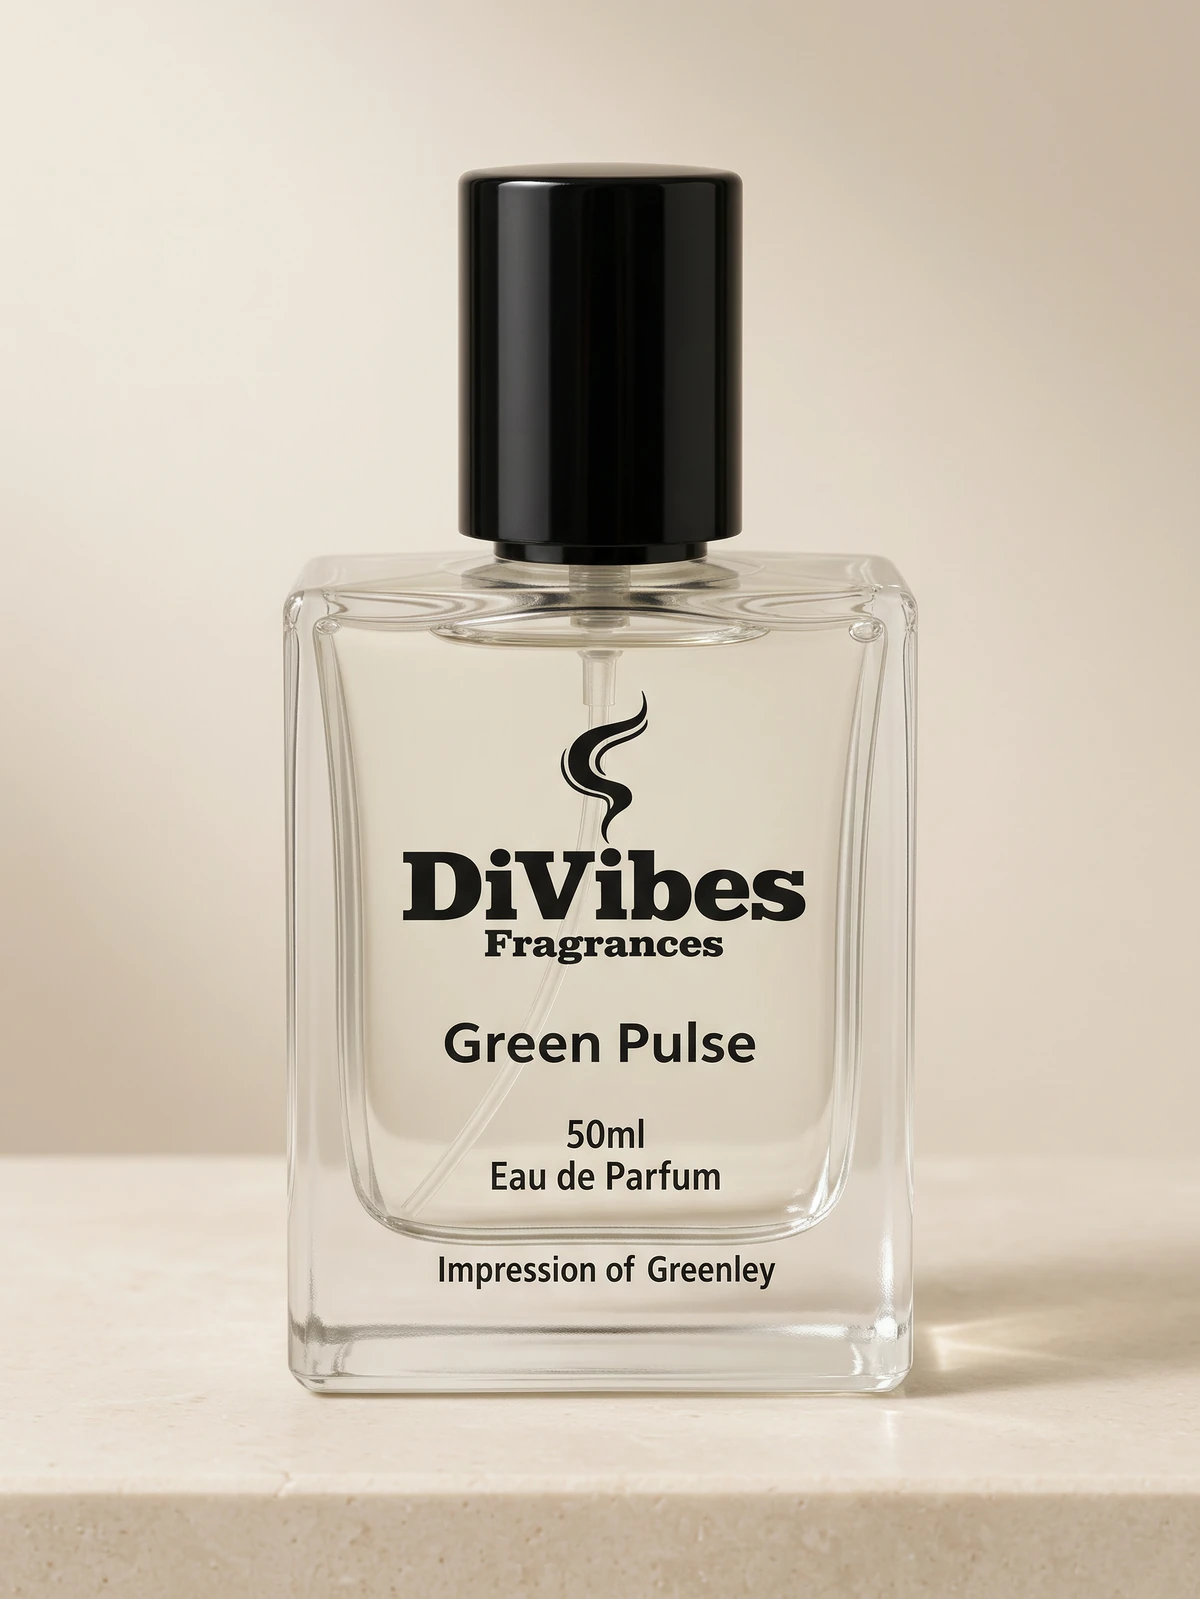 DiVibes
Fragrances
Green Pulse
50ml
Eau de Parfum
Impression of Greenley